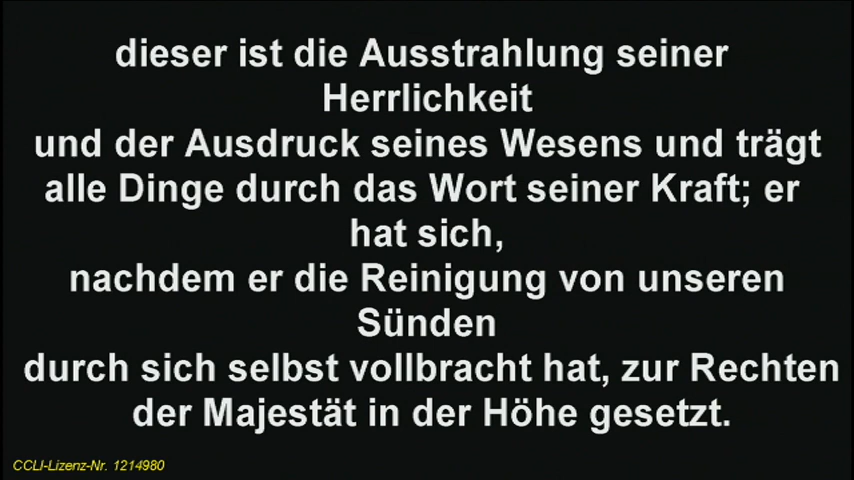 dieser ist die Ausstrahlung seiner
Herrlichkeit
und der Ausdruck seines Wesens und trägt
alle Dinge durch das Wort seiner Kraft; er
hat sich,
nachdem er die Reinigung von unseren
Sünden
durch sich selbst vollbracht hat, zur Rechten
der Majestät in der Höhe gesetzt.
CCLI-Lizenz-Nr. 1214980